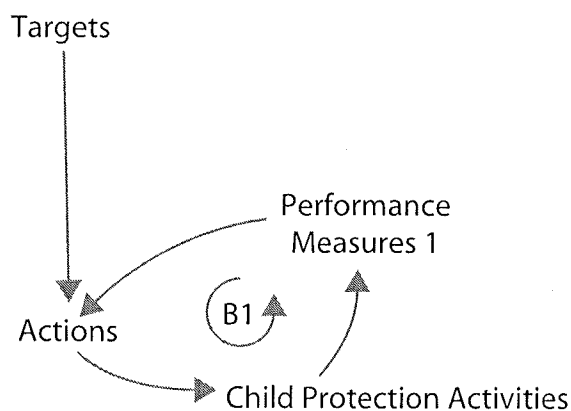 Targets
Performance
Measures 1
B1
Actions
Child Protection Activities